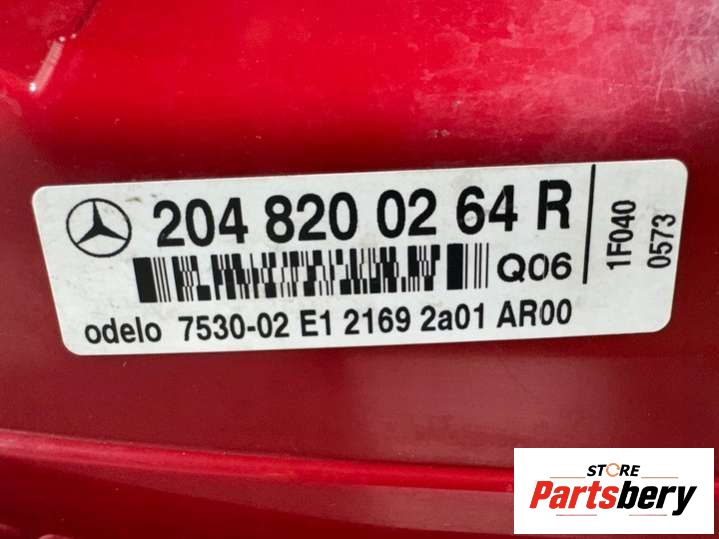 204 820 02 64 R
Q06
odelo 7530-02 E1 2169 2a01 AR00
1F040
0573
STORE
Partsbery